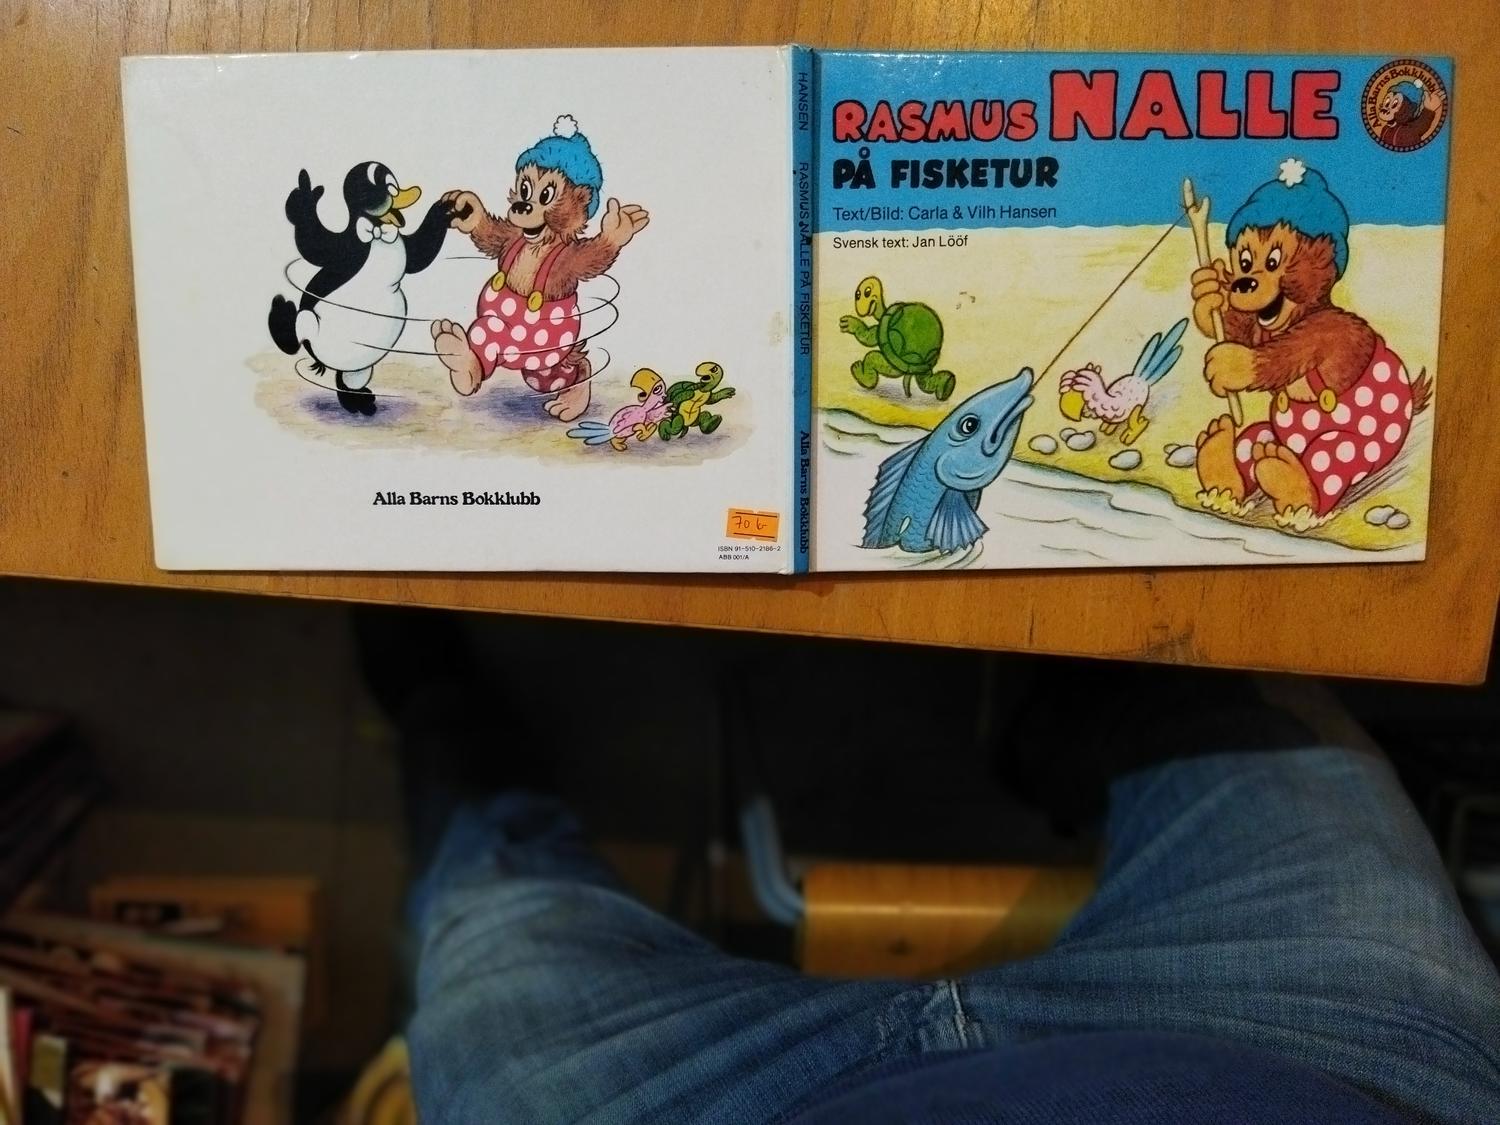 Alla Barns Bokklubb
70 kr
ISBN 91-510-2186-2
ABB 001/A
HANSEN RASMUS NALLE PÅ FISKETUR Alla Barns Bokklubb
RASMUS NALLE
PÅ FISKETUR
Text/Bild: Carla & Vilh Hansen
Svensk text: Jan Lööf
Alla Barns Bokklubb